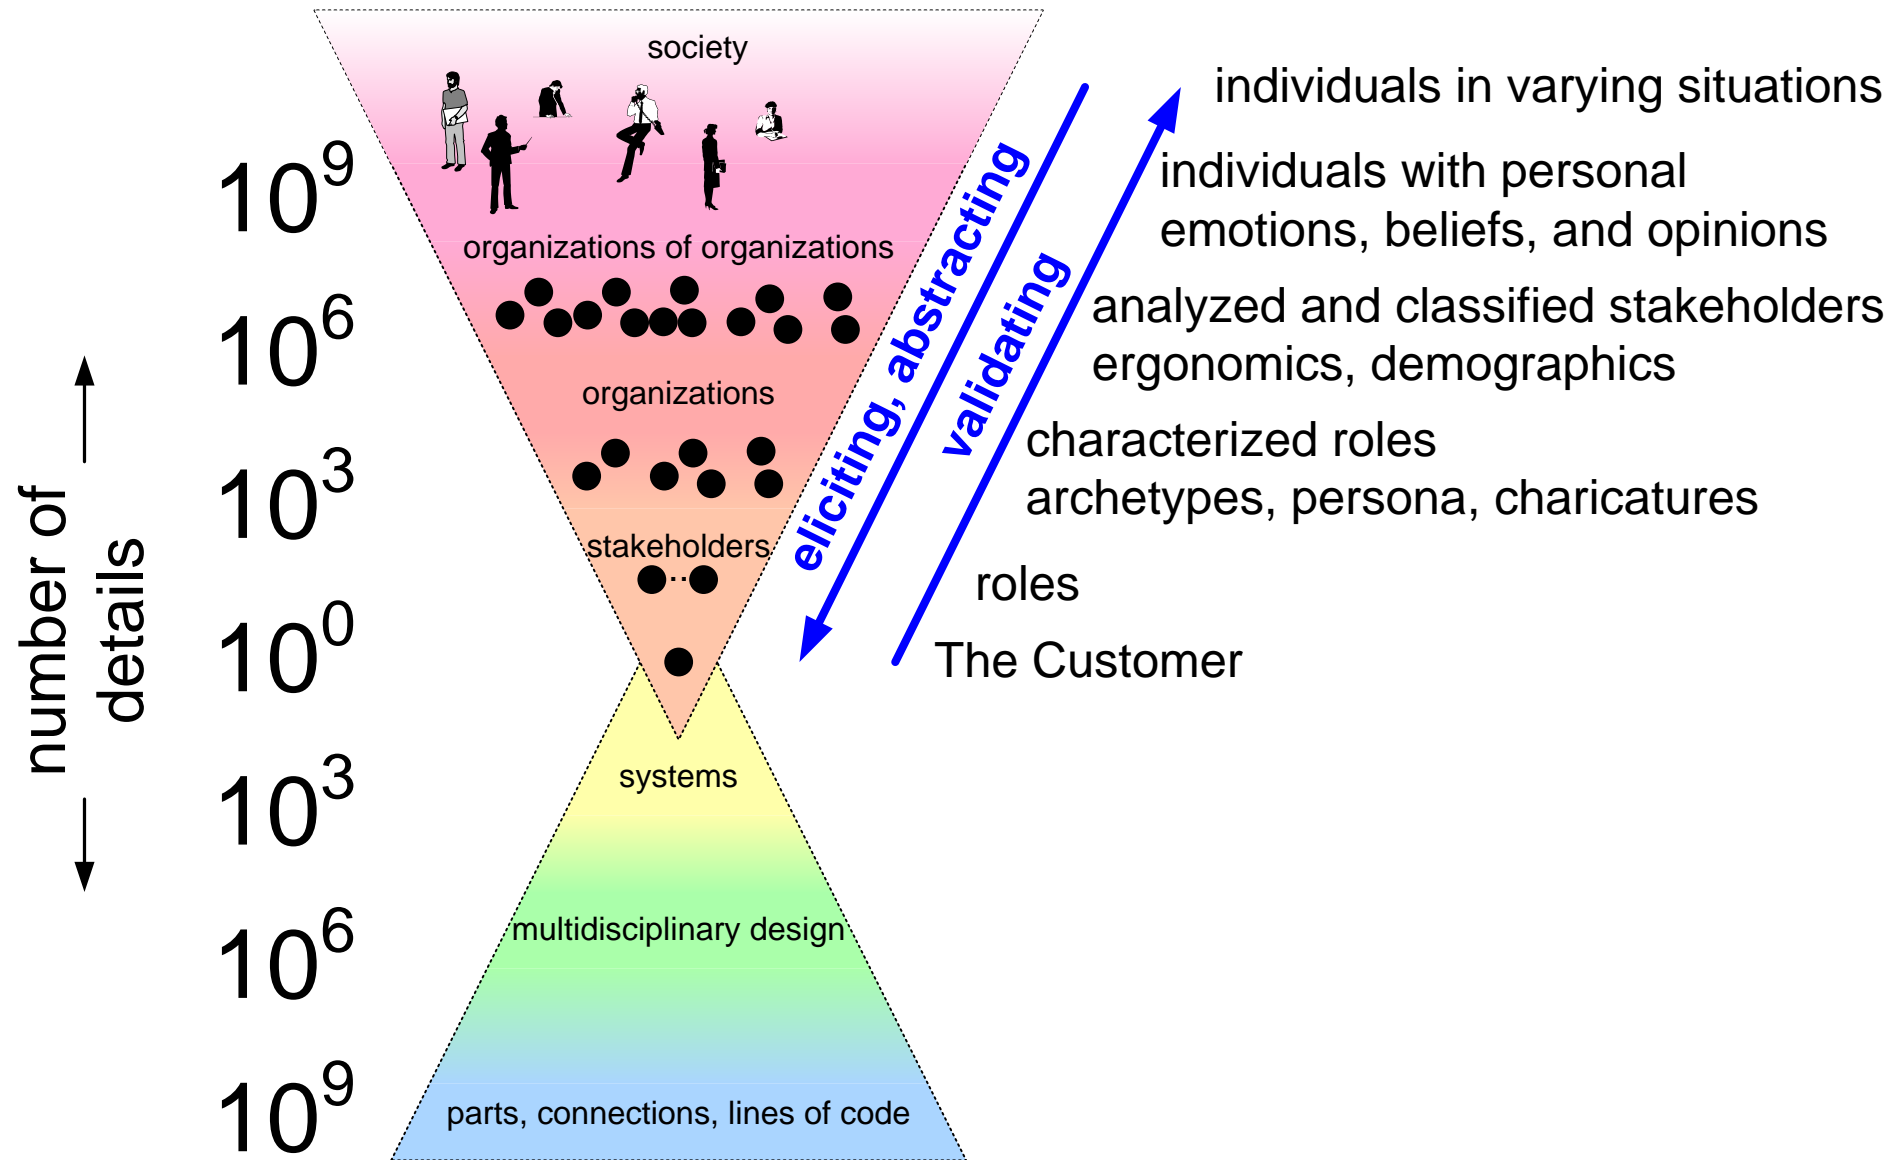 society
individuals in varying situations
10^9
individuals with personal
emotions, beliefs, and opinions
organizations of organizations
eliciting, abstracting
validating
10^6
analyzed and classified stakeholders
ergonomics, demographics
organizations
10^3
characterized roles
archetypes, persona, charicatures
number of
details
stakeholders
roles
10^0
The Customer
systems
10^3
multidisciplinary design
10^6
10^9
parts, connections, lines of code